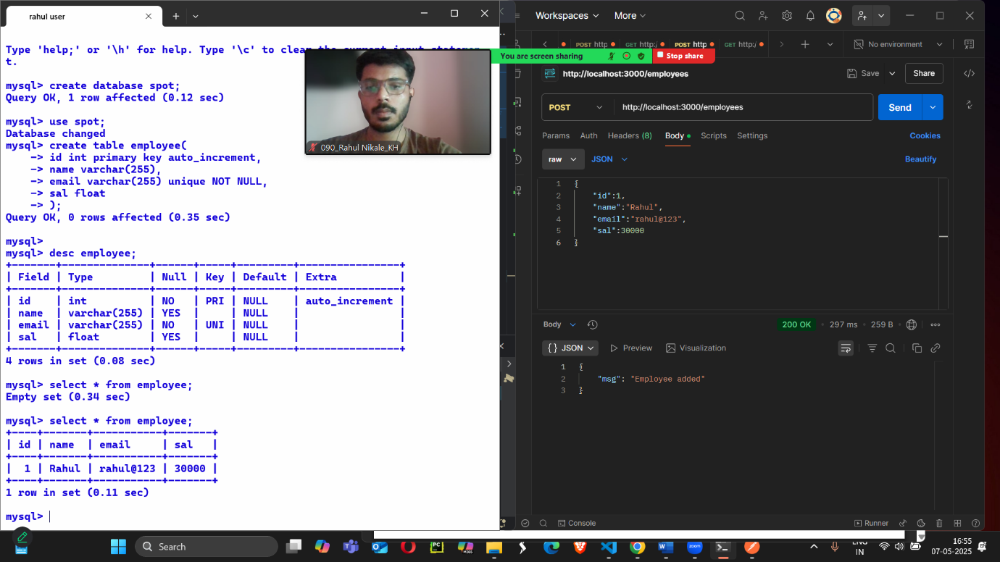 rahul user
Type 'help;' or '\h' for help. Type '\c' to clear the current input statemen
t.
mysql> create database spot;
Query OK, 1 row affected (0.12 sec)
mysql> use spot;
Database changed
mysql> create table employee(
    -> id int primary key auto_increment,
    -> name varchar(255),
    -> email varchar(255) unique NOT NULL,
    -> sal float
    -> );
Query OK, 0 rows affected (0.35 sec)
mysql>
mysql> desc employee;
+-------+--------------+------+-----+---------+----------------+
| Field | Type         | Null | Key | Default | Extra          |
+-------+--------------+------+-----+---------+----------------+
| id    | int          | NO   | PRI | NULL    | auto_increment |
| name  | varchar(255) | YES  |     | NULL    |                |
| email | varchar(255) | NO   | UNI | NULL    |                |
| sal   | float        | YES  |     | NULL    |                |
+-------+--------------+------+-----+---------+----------------+
4 rows in set (0.08 sec)
mysql> select * from employee;
Empty set (0.34 sec)
mysql> select * from employee;
+----+-------+-----------+-------+
| id | name  | email     | sal   |
+----+-------+-----------+-------+
|  1 | Rahul | rahul@123 | 30000 |
+----+-------+-----------+-------+
1 row in set (0.11 sec)
mysql>
090_Rahul Nikale_KH
Workspaces More
POST http GET http:/ POST http GET http:/ No environment
You are screen sharing Stop share
HTTP http://localhost:3000/employees Save Share
POST http://localhost:3000/employees Send
Params Auth Headers (8) Body Scripts Settings Cookies
raw JSON Beautify
1 {
2 "id":1,
3 "name":"Rahul",
4 "email":"rahul@123",
5 "sal":30000
6 }
Body 200 OK 297 ms 259 B
{} JSON Preview Visualization
1 {
2 "msg": "Employee added"
3 }
Console Runner
Search
ENG
IN
16:55
07-05-2025